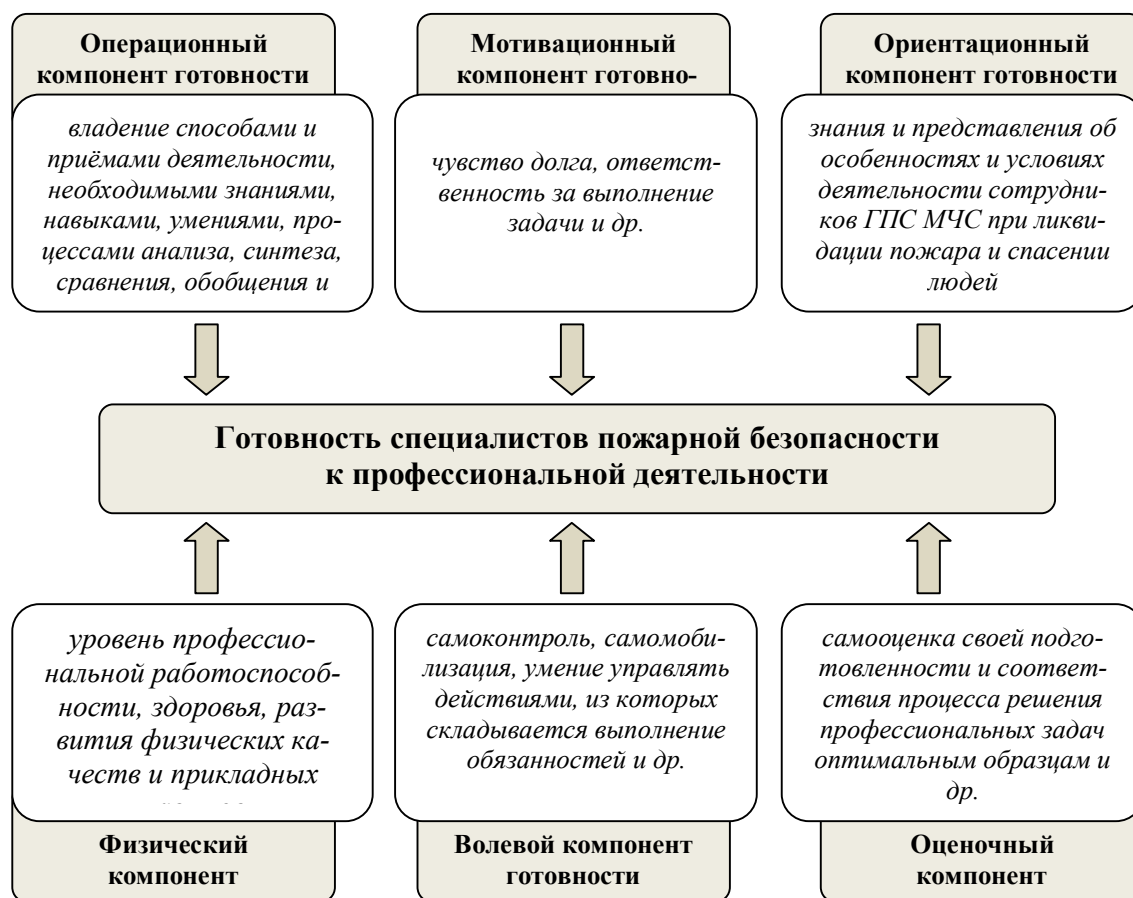 Операционный
компонент готовности
владение способами и
приёмами деятельности,
необходимыми знаниями,
навыками, умениями, про-
цессами анализа, синтеза,
сравнения, обобщения и
Мотивационный
компонент готовно-
чувство долга, ответст-
венность за выполнение
задачи и др.
Ориентационный
компонент готовности
знания и представления об
особенностях и условиях
деятельности сотрудни-
ков ГПС МЧС при ликви-
дации пожара и спасении
людей
Готовность специалистов пожарной безопасности
к профессиональной деятельности
уровень профессио-
нальной работоспособ-
ности, здоровья, раз-
вития физических ка-
честв и прикладных
Физический
компонент
самоконтроль, самомоби-
лизация, умение управлять
действиями, из которых
складывается выполнение
обязанностей и др.
Волевой компонент
готовности
самооценка своей подго-
товленности и соответ-
ствия процесса решения
профессиональных задач
оптимальным образцам и
др.
Оценочный
компонент